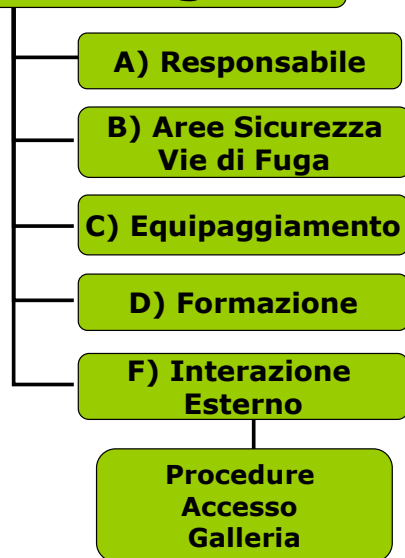 A) Responsabile
B) Aree Sicurezza
Vie di Fuga
C) Equipaggiamento
D) Formazione
F) Interazione
Esterno
Procedure
Accesso
Galleria